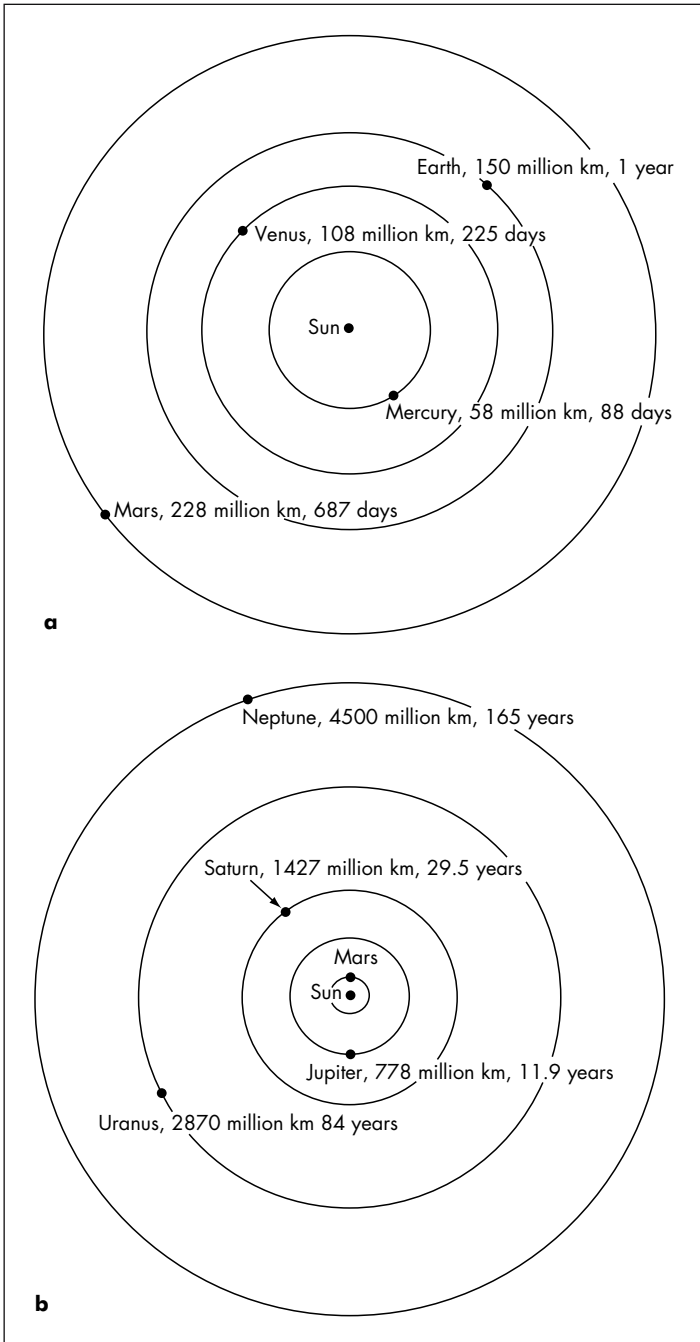 Earth, 150 million km, 1 year
Venus, 108 million km, 225 days
Sun
Mercury, 58 million km, 88 days
Mars, 228 million km, 687 days
a
Neptune, 4500 million km, 165 years
Saturn, 1427 million km, 29.5 years
Mars
Sun
Jupiter, 778 million km, 11.9 years
Uranus, 2870 million km 84 years
b